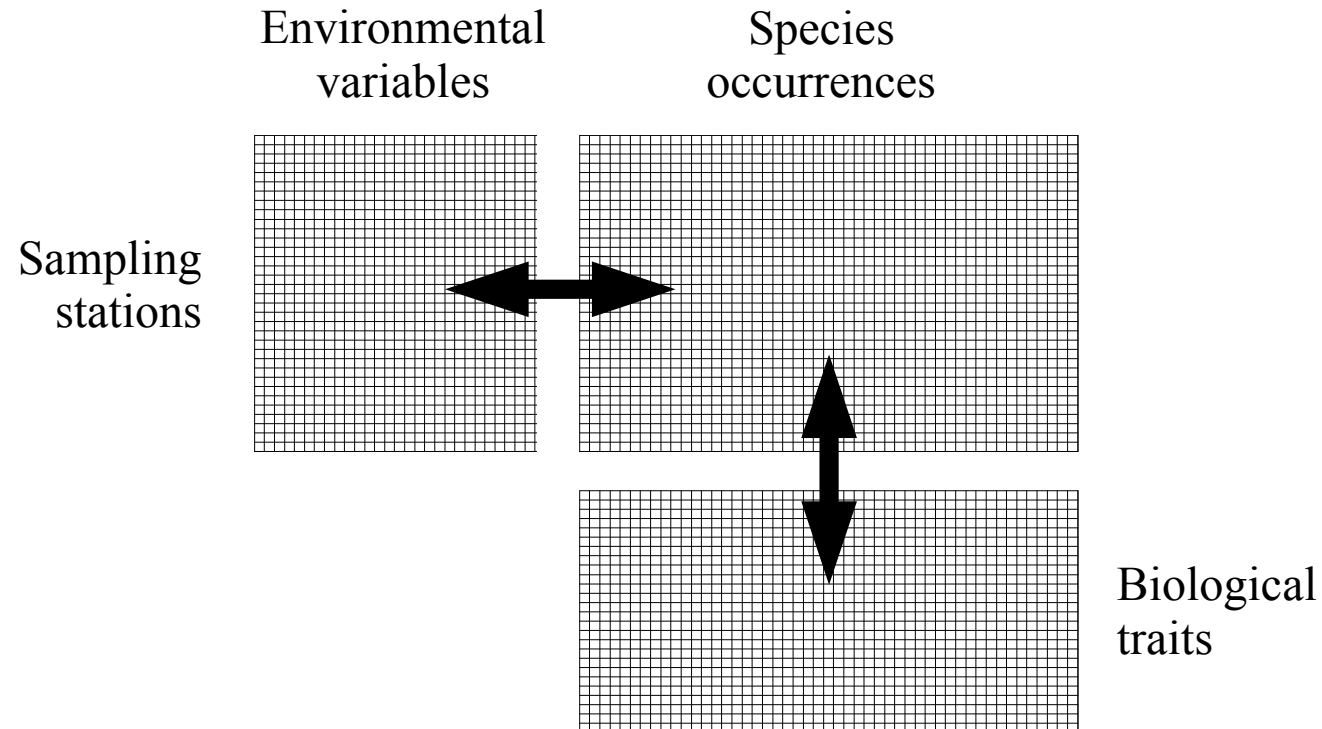 Environmental
variables
Species
occurrences
Sampling
stations
Biological
traits